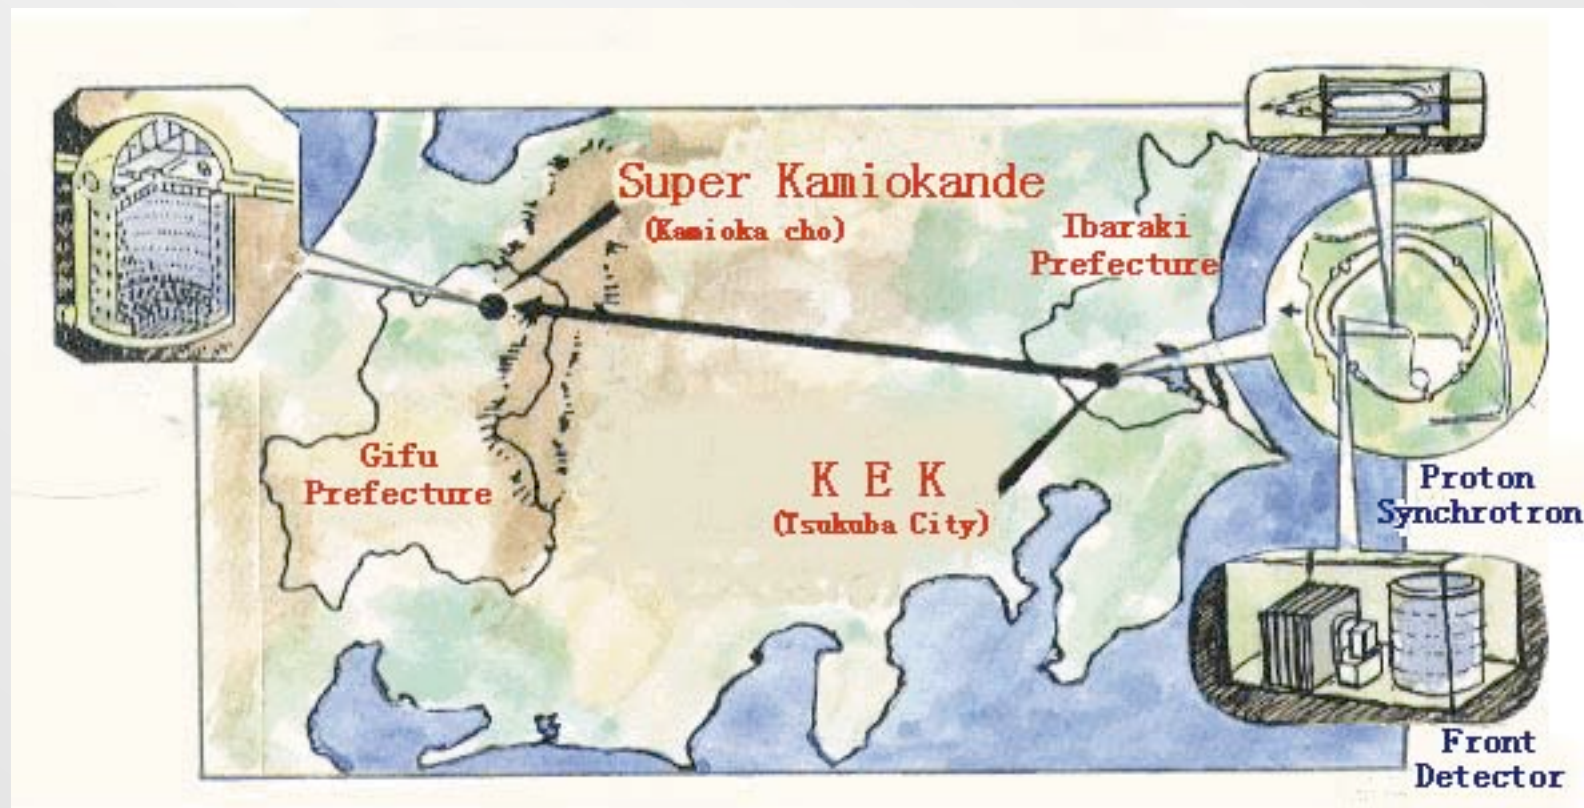 Super Kamiokande
(Kamioka cho)
Ibaraki
Prefecture
Gifu
Prefecture
K E K
(Tsukuba City)
Proton
Synchrotron
Front
Detector